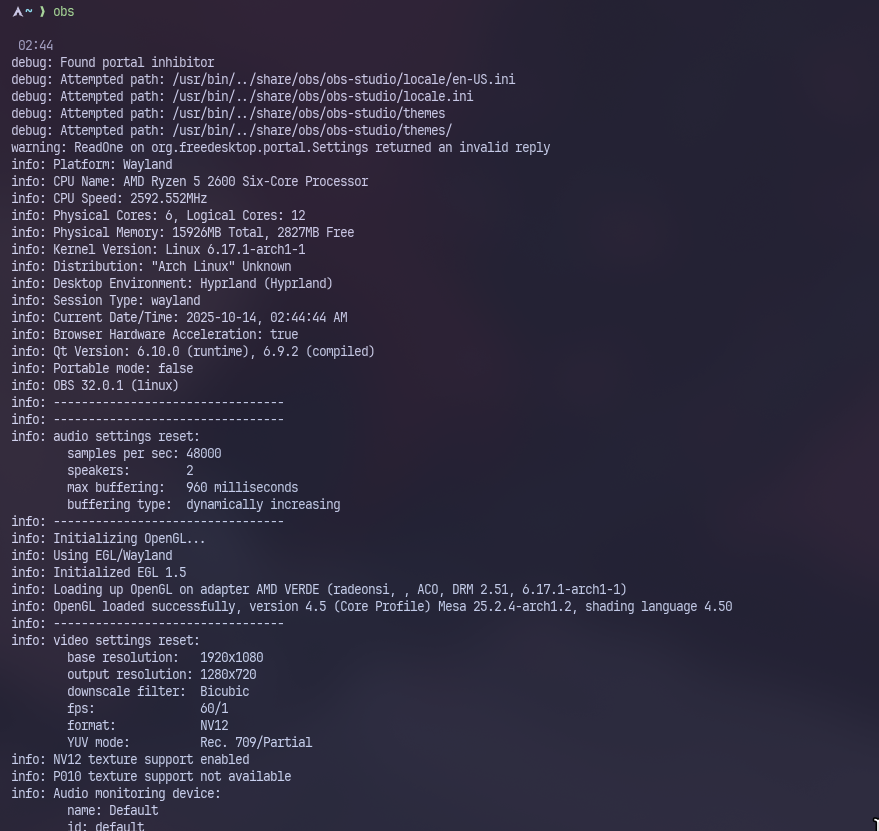 ~ ❯ obs
02:44
debug: Found portal inhibitor
debug: Attempted path: /usr/bin/../share/obs/obs-studio/locale/en-US.ini
debug: Attempted path: /usr/bin/../share/obs/obs-studio/locale.ini
debug: Attempted path: /usr/bin/../share/obs/obs-studio/themes
debug: Attempted path: /usr/bin/../share/obs/obs-studio/themes/
warning: ReadOne on org.freedesktop.portal.Settings returned an invalid reply
info: Platform: Wayland
info: CPU Name: AMD Ryzen 5 2600 Six-Core Processor
info: CPU Speed: 2592.552MHz
info: Physical Cores: 6, Logical Cores: 12
info: Physical Memory: 15926MB Total, 2827MB Free
info: Kernel Version: Linux 6.17.1-arch1-1
info: Distribution: "Arch Linux" Unknown
info: Desktop Environment: Hyprland (Hyprland)
info: Session Type: wayland
info: Current Date/Time: 2025-10-14, 02:44:44 AM
info: Browser Hardware Acceleration: true
info: Qt Version: 6.10.0 (runtime), 6.9.2 (compiled)
info: Portable mode: false
info: OBS 32.0.1 (linux)
info: ---------------------------------
info: ---------------------------------
info: audio settings reset:
        samples per sec: 48000
        speakers:        2
        max buffering:   960 milliseconds
        buffering type:  dynamically increasing
info: ---------------------------------
info: Initializing OpenGL...
info: Using EGL/Wayland
info: Initialized EGL 1.5
info: Loading up OpenGL on adapter AMD VERDE (radeonsi, , ACO, DRM 2.51, 6.17.1-arch1-1)
info: OpenGL loaded successfully, version 4.5 (Core Profile) Mesa 25.2.4-arch1.2, shading language 4.50
info: ---------------------------------
info: video settings reset:
        base resolution:   1920x1080
        output resolution: 1280x720
        downscale filter:  Bicubic
        fps:               60/1
        format:            NV12
        YUV mode:          Rec. 709/Partial
info: NV12 texture support enabled
info: P010 texture support not available
info: Audio monitoring device:
        name: Default
        id: default